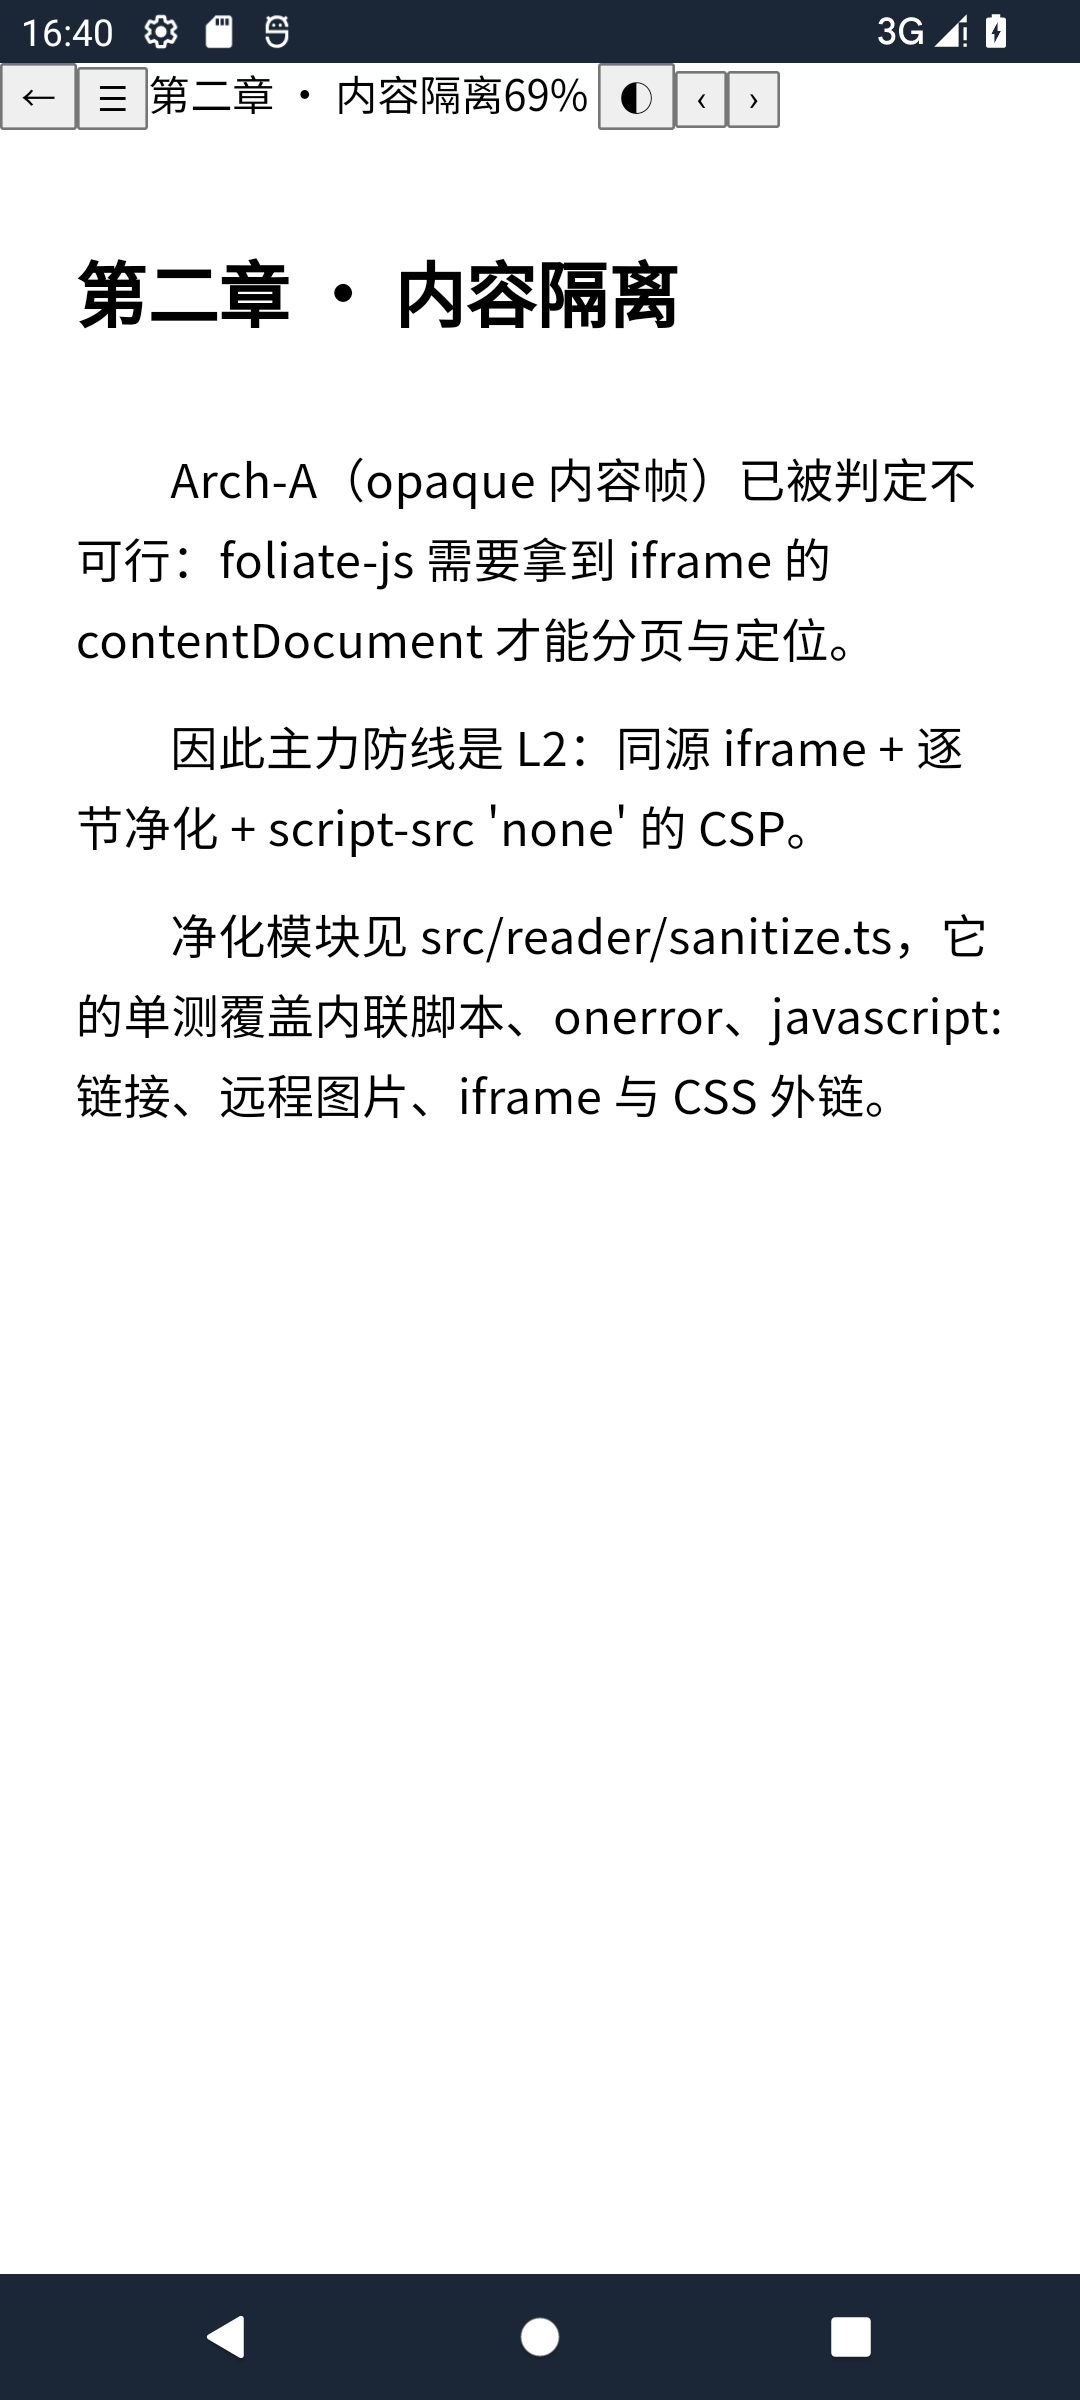 16:40 3G
← ☰ 第二章 · 内容隔离69% ◐ ‹ ›
第二章 · 内容隔离
Arch-A（opaque 内容帧）已被判定不
可行：foliate-js 需要拿到 iframe 的
contentDocument 才能分页与定位。
因此主力防线是 L2：同源 iframe + 逐
节净化 + script-src 'none' 的 CSP。
净化模块见 src/reader/sanitize.ts，它
的单测覆盖内联脚本、onerror、javascript:
链接、远程图片、iframe 与 CSS 外链。